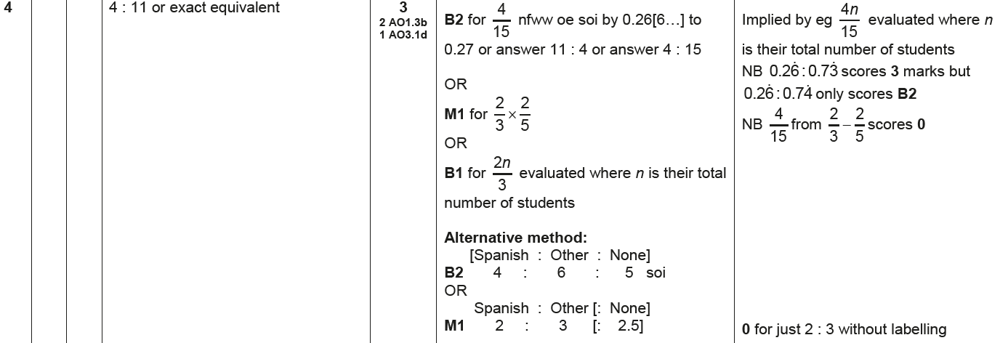 4
4 : 11 or exact equivalent
3
2 AO1.3b
1 AO3.1d
B2 for 4/15 nfww oe soi by 0.26[6…] to
0.27 or answer 11 : 4 or answer 4 : 15
OR
M1 for 2/3 × 2/5
OR
B1 for 2n/3 evaluated where n is their total
number of students
Alternative method:
[Spanish : Other : None]
B2 4 : 6 : 5 soi
OR
Spanish : Other [: None]
M1 2 : 3 [: 2.5]
Implied by eg 4n/15 evaluated where n
is their total number of students
NB 0.26̇ : 0.73̇ scores 3 marks but
0.26̇ : 0.74̇ only scores B2
NB 4/15 from 2/3 − 2/5 scores 0
0 for just 2 : 3 without labelling